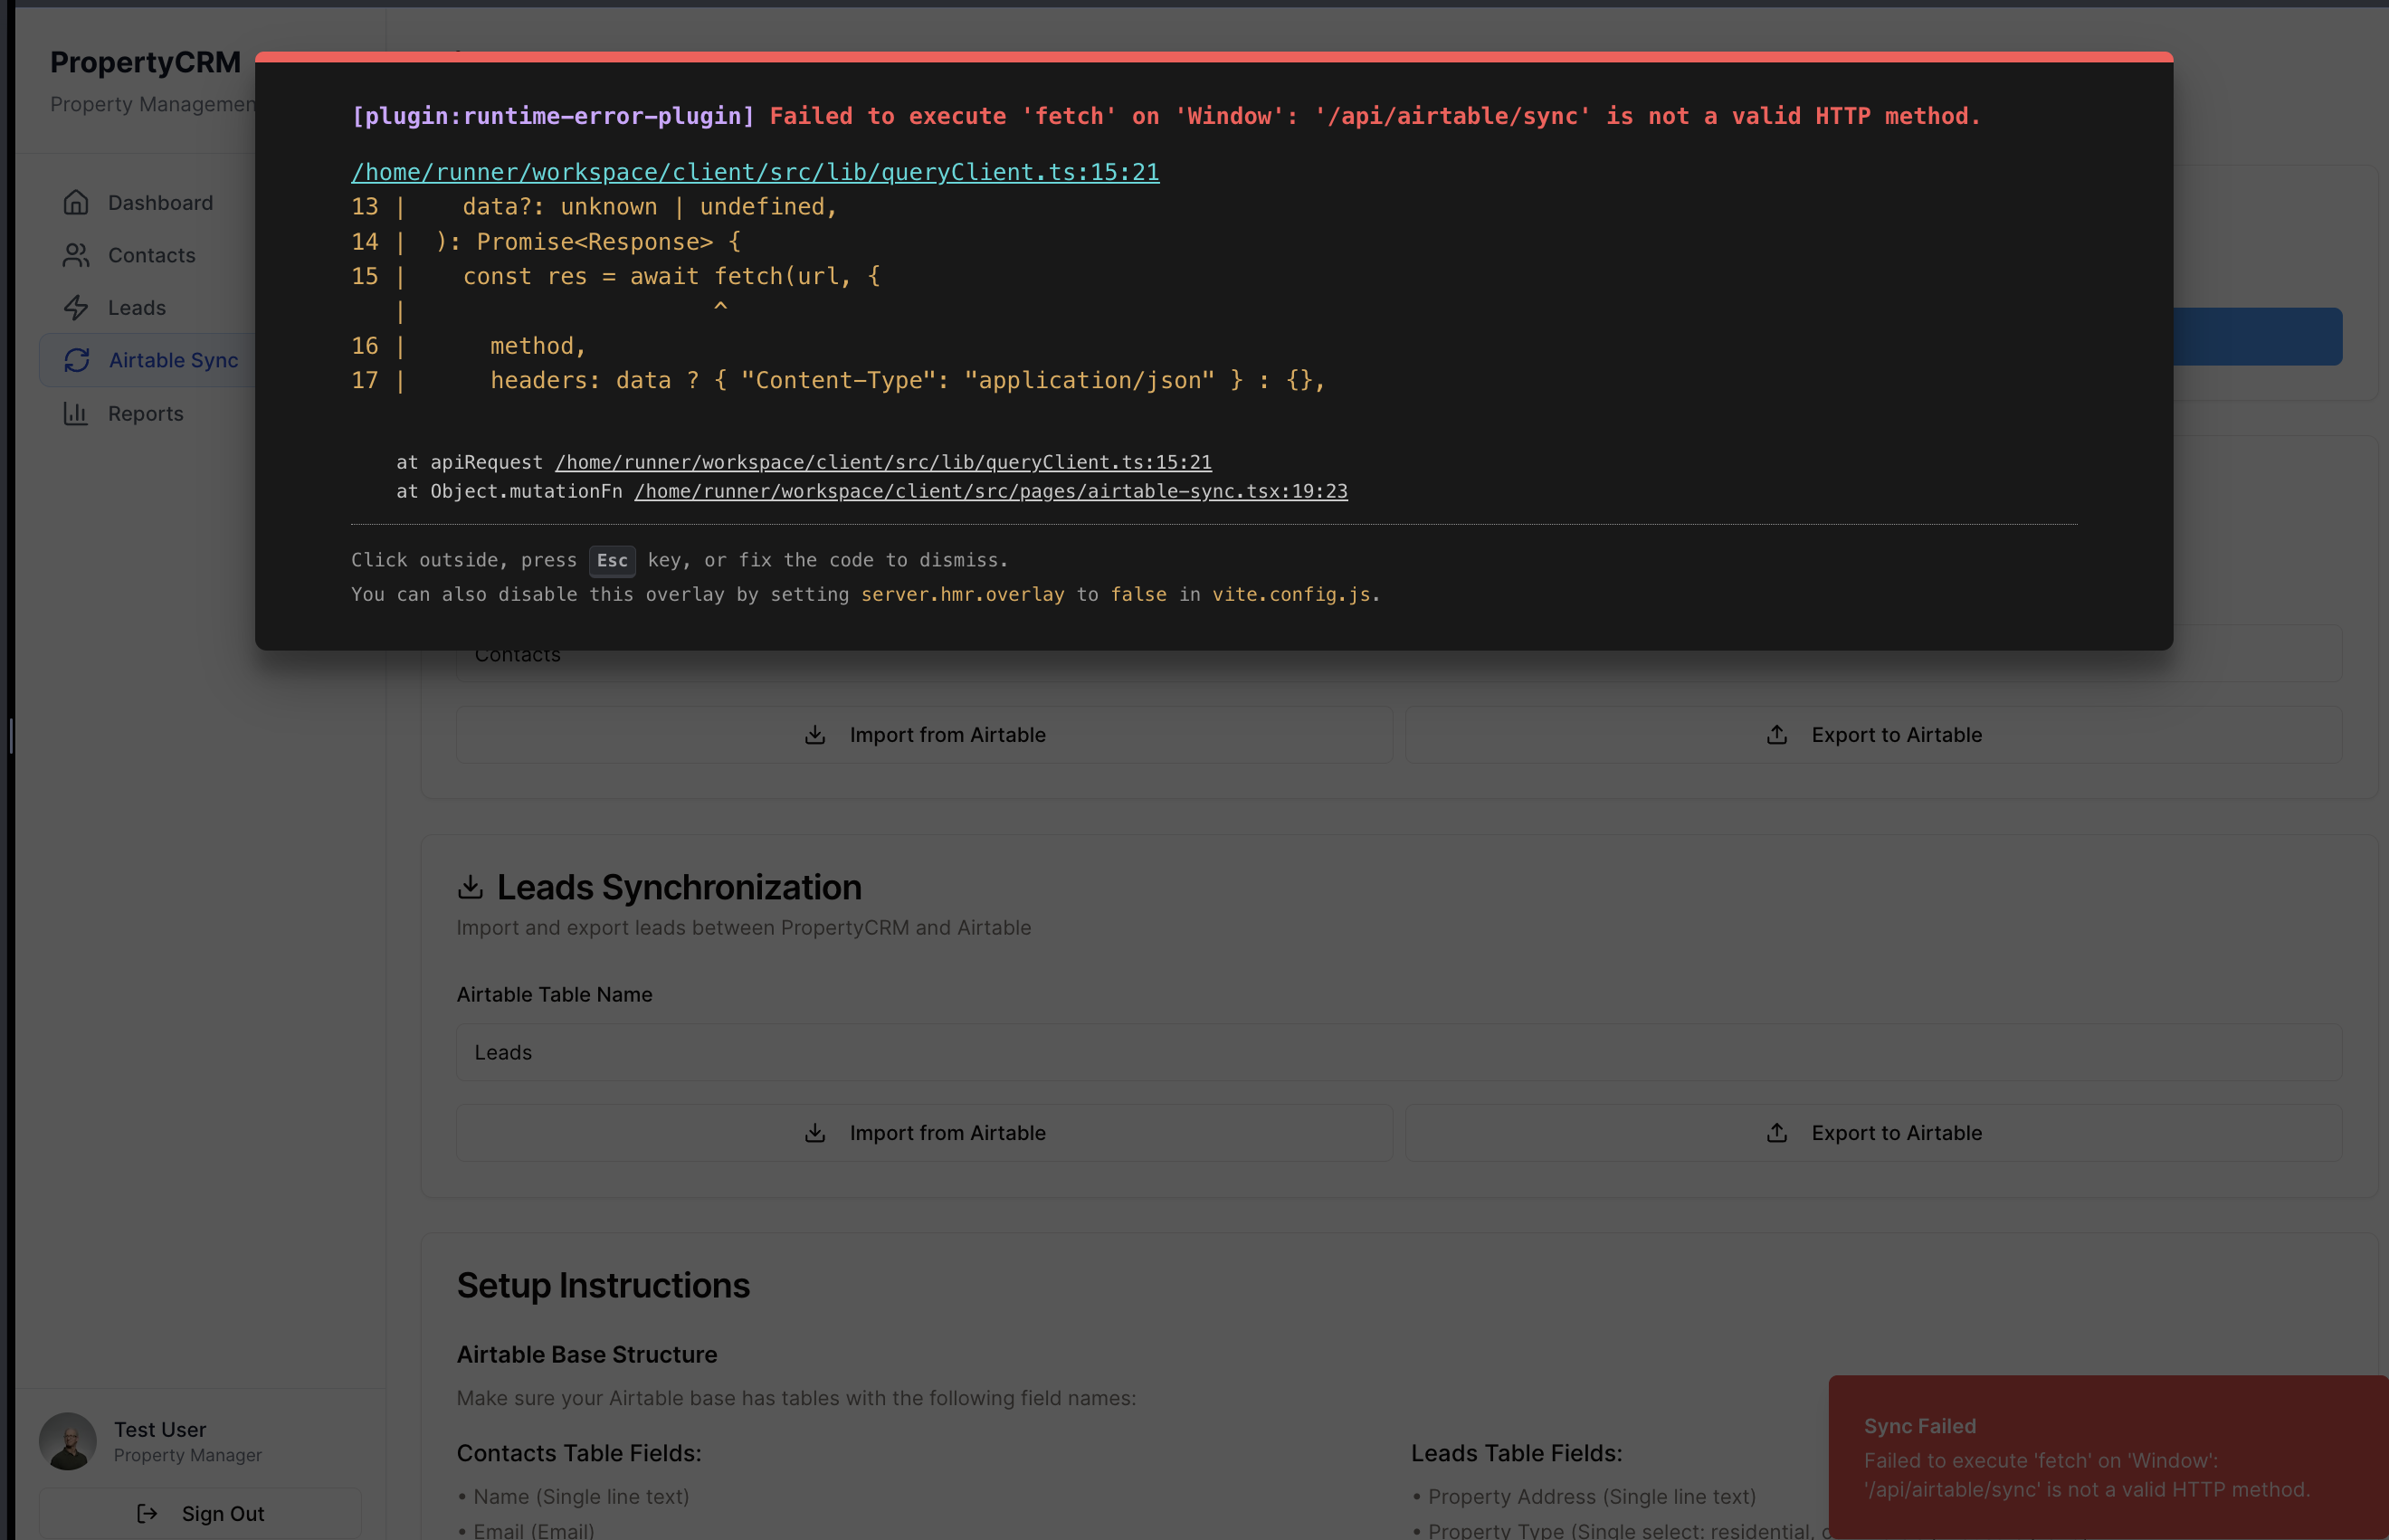 PropertyCRM
Property Managemen
Dashboard
Contacts
Leads
Airtable Sync
Reports
[plugin:runtime-error-plugin] Failed to execute 'fetch' on 'Window': '/api/airtable/sync' is not a valid HTTP method.
/home/runner/workspace/client/src/lib/queryClient.ts:15:21
13 |    data?: unknown | undefined,
14 |  ): Promise<Response> {
15 |    const res = await fetch(url, {
   |                      ^
16 |      method,
17 |      headers: data ? { "Content-Type": "application/json" } : {},
at apiRequest /home/runner/workspace/client/src/lib/queryClient.ts:15:21
at Object.mutationFn /home/runner/workspace/client/src/pages/airtable-sync.tsx:19:23
Click outside, press Esc key, or fix the code to dismiss.
You can also disable this overlay by setting server.hmr.overlay to false in vite.config.js.
Contacts
Import from Airtable
Export to Airtable
Leads Synchronization
Import and export leads between PropertyCRM and Airtable
Airtable Table Name
Leads
Import from Airtable
Export to Airtable
Setup Instructions
Airtable Base Structure
Make sure your Airtable base has tables with the following field names:
Contacts Table Fields:
• Name (Single line text)
• Email (Email)
Leads Table Fields:
• Property Address (Single line text)
• Property Type (Single select: residential,
Test User
Property Manager
Sign Out
Sync Failed
Failed to execute 'fetch' on 'Window':
'/api/airtable/sync' is not a valid HTTP method.